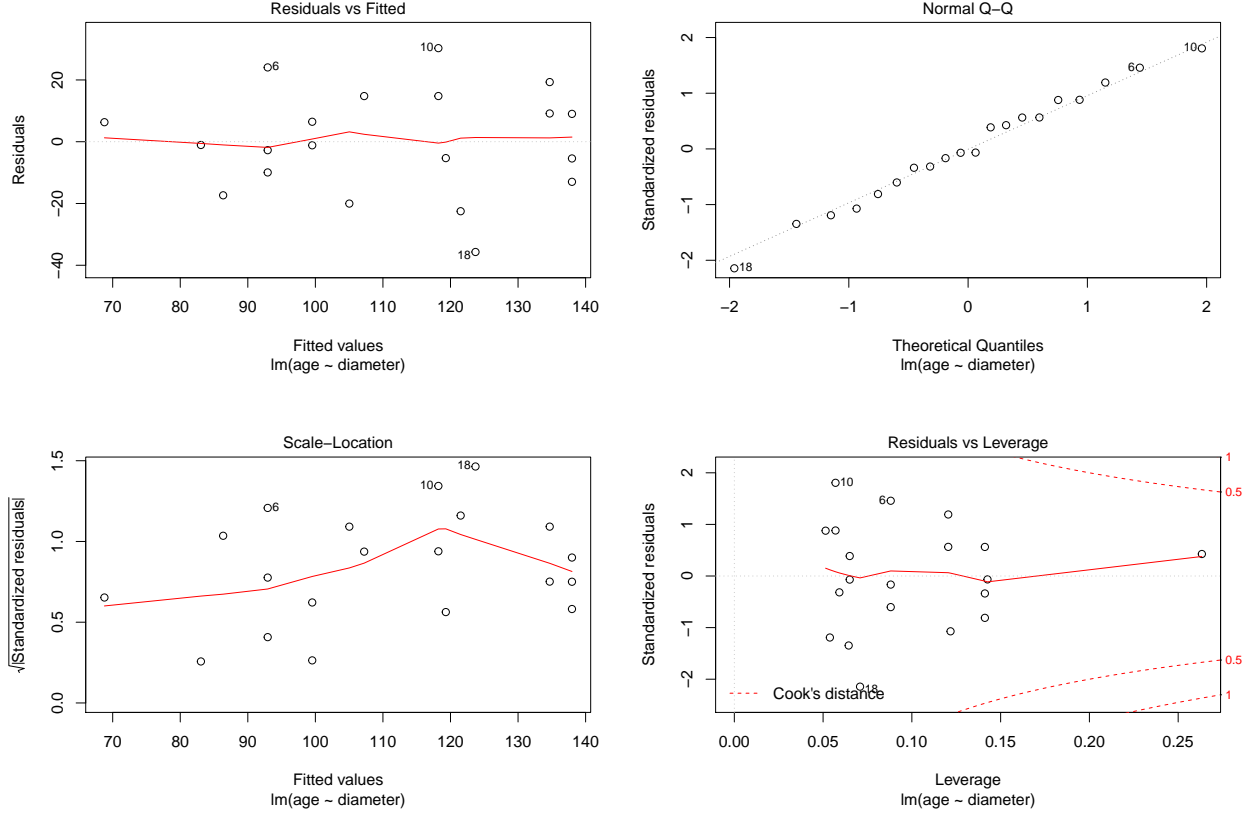 Residuals vs Fitted
Residuals
20
0
−20
−40
10
6
18
70 80 90 100 110 120 130 140
Fitted values
lm(age ~ diameter)
Normal Q−Q
Standardized residuals
2
1
0
−1
−2
10
6
18
−2 −1 0 1 2
Theoretical Quantiles
lm(age ~ diameter)
Scale−Location
√|Standardized residuals|
1.5
1.0
0.5
0.0
18
10
6
70 80 90 100 110 120 130 140
Fitted values
lm(age ~ diameter)
Residuals vs Leverage
Standardized residuals
2
1
0
−1
−2
1
0.5
0.5
1
10
6
18
Cook's distance
0.00 0.05 0.10 0.15 0.20 0.25
Leverage
lm(age ~ diameter)